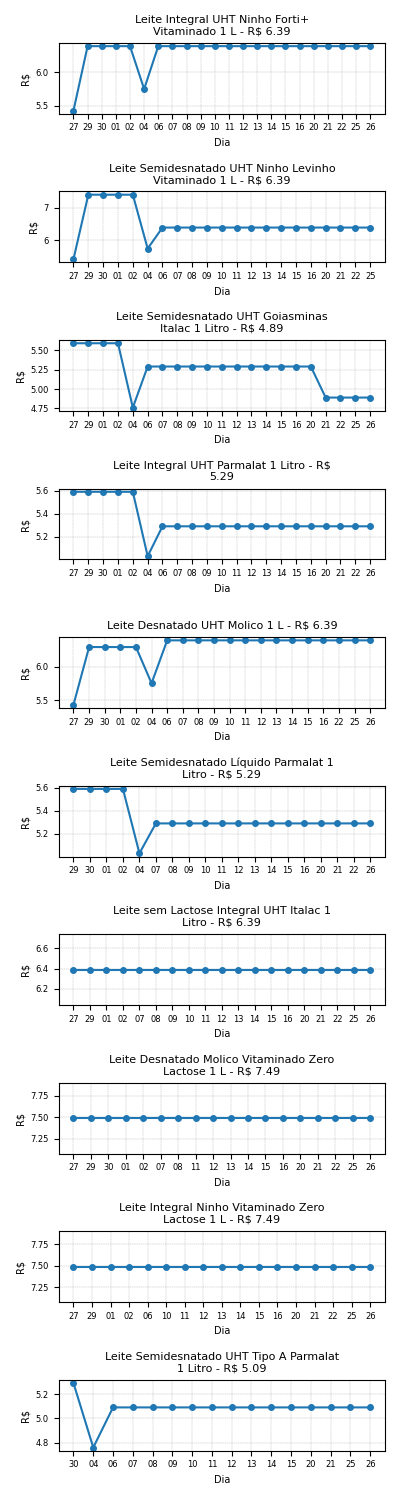 Leite Integral UHT Ninho Forti+
Vitaminado 1 L - R$ 6.39
6.0
5.5
R$
27 29 30 01 02 04 06 07 08 09 10 11 12 13 14 15 16 20 21 22 25 26
Dia
Leite Semidesnatado UHT Ninho Levinho
Vitaminado 1 L - R$ 6.39
7
6
R$
27 29 30 01 02 04 06 07 08 09 10 11 12 13 14 15 16 20 21 22 25
Dia
Leite Semidesnatado UHT Goiasminas
Italac 1 Litro - R$ 4.89
5.50
5.25
5.00
4.75
R$
27 29 30 01 02 04 06 07 08 09 10 11 12 13 14 15 16 20 21 22 25 26
Dia
Leite Integral UHT Parmalat 1 Litro - R$
5.29
5.6
5.4
5.2
R$
27 29 30 01 02 04 06 07 08 09 10 11 12 13 14 15 16 20 21 22 26
Dia
Leite Desnatado UHT Molico 1 L - R$ 6.39
6.0
5.5
R$
27 29 30 01 02 04 06 07 08 09 10 11 12 13 14 15 16 21 22 26
Dia
Leite Semidesnatado Líquido Parmalat 1
Litro - R$ 5.29
5.6
5.4
5.2
R$
29 30 01 02 04 07 08 09 10 11 12 13 14 15 16 20 21 22 25 26
Dia
Leite sem Lactose Integral UHT Italac 1
Litro - R$ 6.39
6.6
6.4
6.2
R$
27 29 01 02 07 08 09 10 11 12 13 14 15 16 20 21 22 25 26
Dia
Leite Desnatado Molico Vitaminado Zero
Lactose 1 L - R$ 7.49
7.75
7.50
7.25
R$
27 29 30 01 02 07 08 11 12 13 14 15 16 20 21 22 25 26
Dia
Leite Integral Ninho Vitaminado Zero
Lactose 1 L - R$ 7.49
7.75
7.50
7.25
R$
27 29 01 02 06 10 11 12 13 14 15 16 20 21 22 25 26
Dia
Leite Semidesnatado UHT Tipo A Parmalat
1 Litro - R$ 5.09
5.2
5.0
4.8
R$
30 04 06 07 08 09 10 11 12 13 15 20 21 22 25 26
Dia